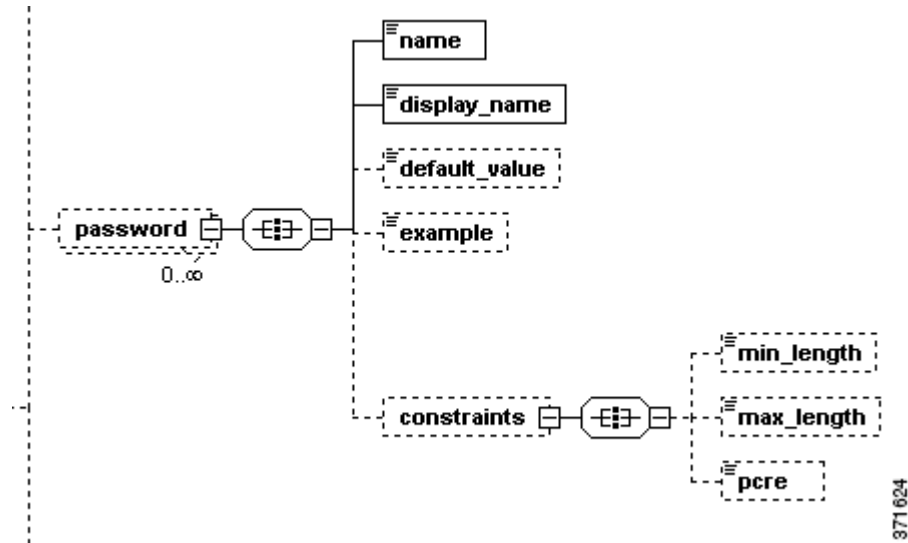 name
display_name
default_value
example
password
0..∞
constraints
min_length
max_length
pcre
371624